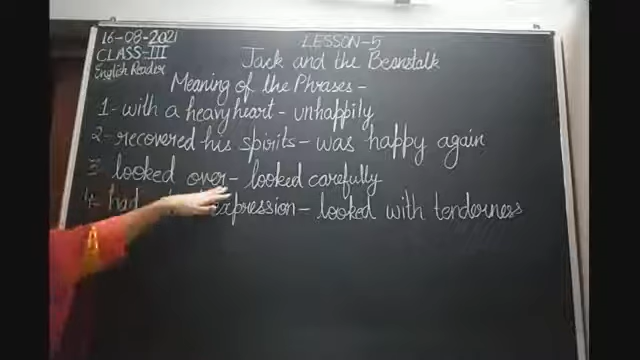 16-08-2021
LESSON-5
CLASS-III
Jack and the Beanstalk
English Reader
Meaning of the Phrases -
1- with a heavy heart - unhappily
2- recovered his spirits - was happy again
3- looked over - looked carefully
4- had expression - looked with tenderness